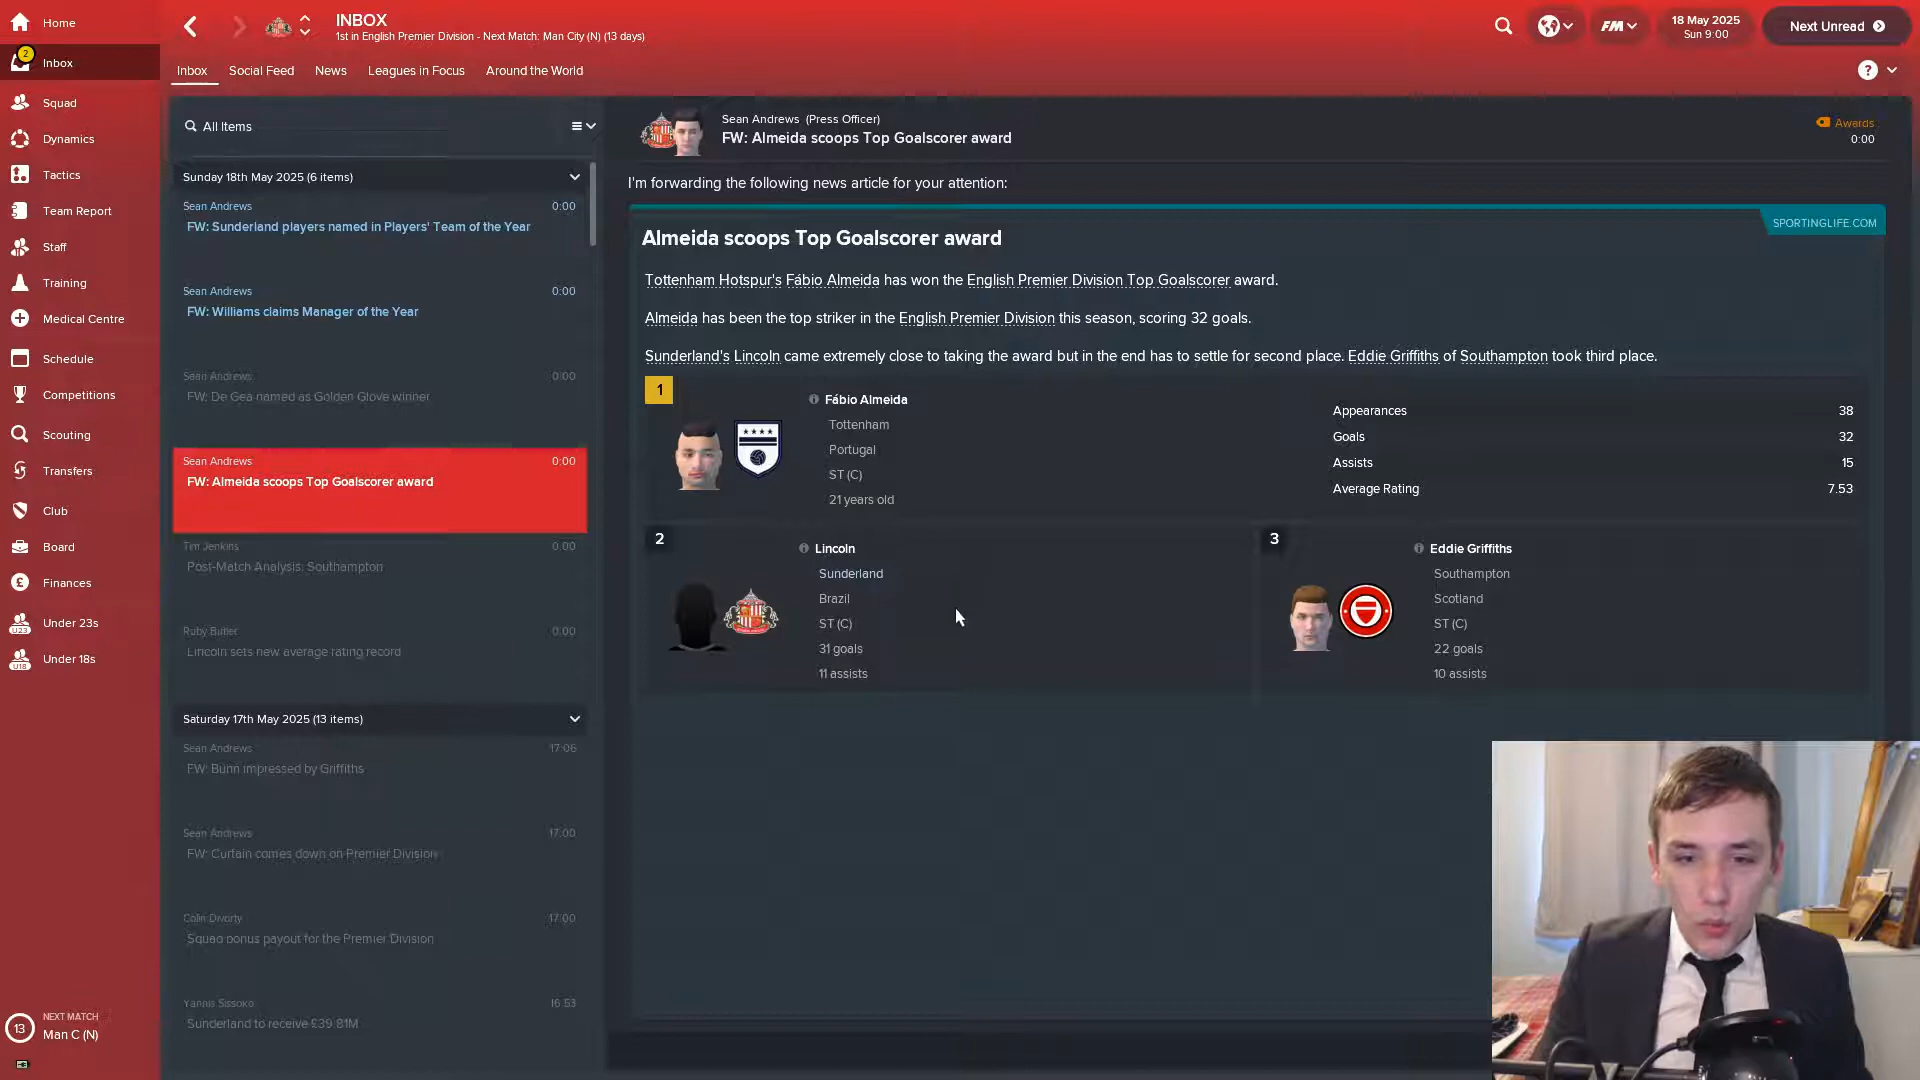 Home
2
Inbox
Squad
Dynamics
Tactics
Team Report
Staff
Training
Medical Centre
Schedule
Competitions
Scouting
Transfers
Club
Board
Finances
Under 23s
Under 18s
13
NEXT MATCH
Man C (N)
INBOX
1st in English Premier Division - Next Match: Man City (N) (13 days)
FM
18 May 2025
Sun 9:00
Next Unread
Inbox
Social Feed
News
Leagues in Focus
Around the World
?
All Items
Sunday 18th May 2025 (6 items)
Sean Andrews 0:00
FW: Sunderland players named in Players' Team of the Year
Sean Andrews 0:00
FW: Williams claims Manager of the Year
Sean Andrews 0:00
FW: De Gea named as Golden Glove winner
Sean Andrews 0:00
FW: Almeida scoops Top Goalscorer award
Tim Jenkins 0:00
Post-Match Analysis: Southampton
Ruby Butler 0:00
Lincoln sets new average rating record
Saturday 17th May 2025 (13 items)
Sean Andrews 17:06
FW: Bunn impressed by Griffiths
Sean Andrews 17:00
FW: Curtain comes down on Premier Division
Colin Divorty 17:00
Squad bonus payout for the Premier Division
Yannis Sissoko 16:53
Sunderland to receive £39.81M
Sean Andrews (Press Officer)
FW: Almeida scoops Top Goalscorer award
Awards
0:00
I'm forwarding the following news article for your attention:
SPORTINGLIFE.COM
Almeida scoops Top Goalscorer award
Tottenham Hotspur's Fábio Almeida has won the English Premier Division Top Goalscorer award.
Almeida has been the top striker in the English Premier Division this season, scoring 32 goals.
Sunderland's Lincoln came extremely close to taking the award but in the end has to settle for second place. Eddie Griffiths of Southampton took third place.
1
Fábio Almeida
Tottenham
Portugal
ST (C)
21 years old
Appearances 38
Goals 32
Assists 15
Average Rating 7.53
2
Lincoln
Sunderland
Brazil
ST (C)
31 goals
11 assists
3
Eddie Griffiths
Southampton
Scotland
ST (C)
22 goals
10 assists